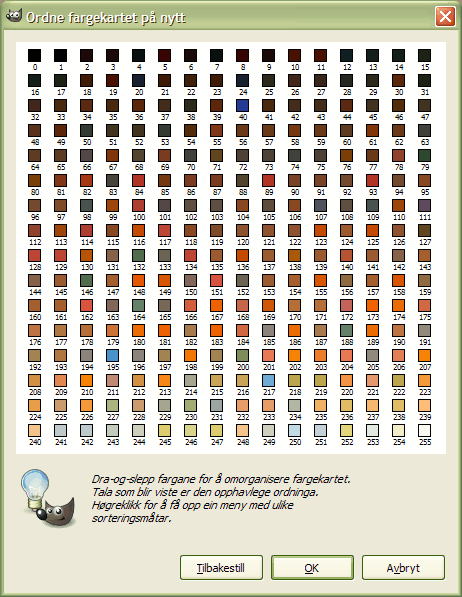 Ordne fargekartet på nytt
0 1 2 3 4 5 6 7 8 9 10 11 12 13 14 15
16 17 18 19 20 21 22 23 24 25 26 27 28 29 30 31
32 33 34 35 36 37 38 39 40 41 42 43 44 45 46 47
48 49 50 51 52 53 54 55 56 57 58 59 60 61 62 63
64 65 66 67 68 69 70 71 72 73 74 75 76 77 78 79
80 81 82 83 84 85 86 87 88 89 90 91 92 93 94 95
96 97 98 99 100 101 102 103 104 105 106 107 108 109 110 111
112 113 114 115 116 117 118 119 120 121 122 123 124 125 126 127
128 129 130 131 132 133 134 135 136 137 138 139 140 141 142 143
144 145 146 147 148 149 150 151 152 153 154 155 156 157 158 159
160 161 162 163 164 165 166 167 168 169 170 171 172 173 174 175
176 177 178 179 180 181 182 183 184 185 186 187 188 189 190 191
192 193 194 195 196 197 198 199 200 201 202 203 204 205 206 207
208 209 210 211 212 213 214 215 216 217 218 219 220 221 222 223
224 225 226 227 228 229 230 231 232 233 234 235 236 237 238 239
240 241 242 243 244 245 246 247 248 249 250 251 252 253 254 255
Dra-og-slepp fargane for å omorganisere fargekartet.
Tala som blir viste er den opphavlege ordninga.
Høgreklikk for å få opp ein meny med ulike
sorteringsmåtar.
Tilbakestill OK Avbryt